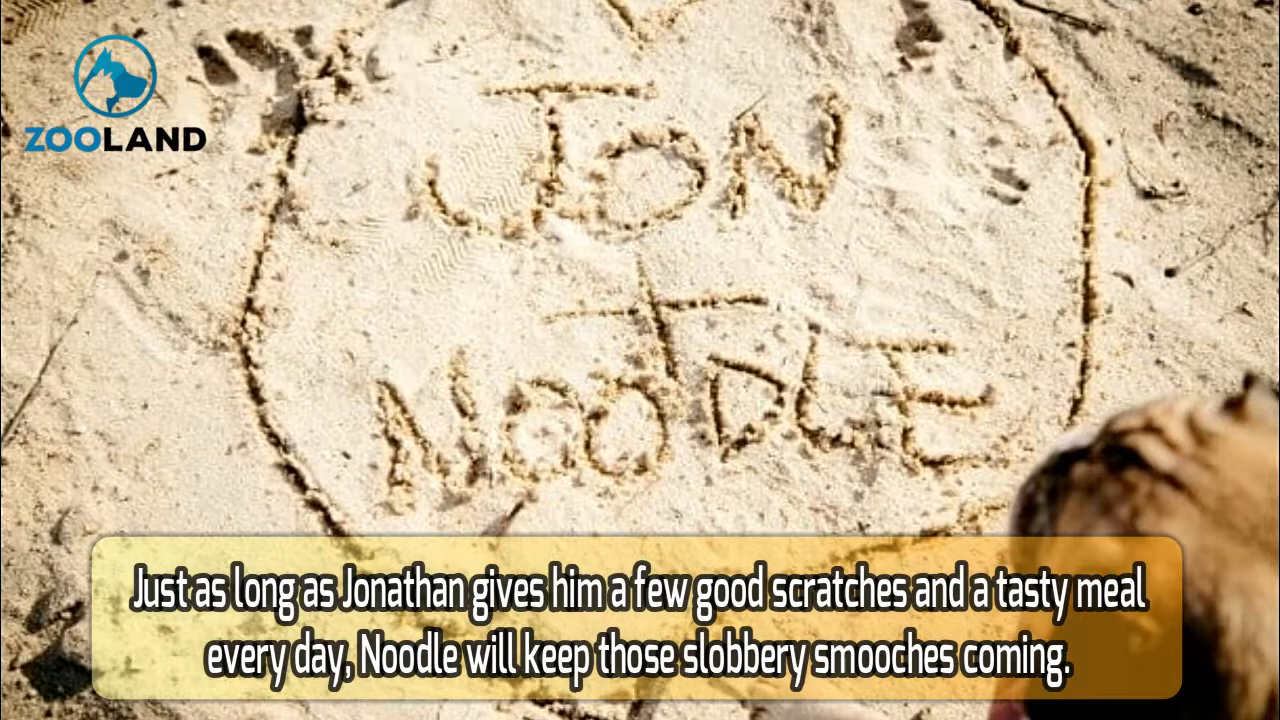 ZOOLAND
JON
+
NOODLE
Just as long as Jonathan gives him a few good scratches and a tasty meal
every day, Noodle will keep those slobbery smooches coming.